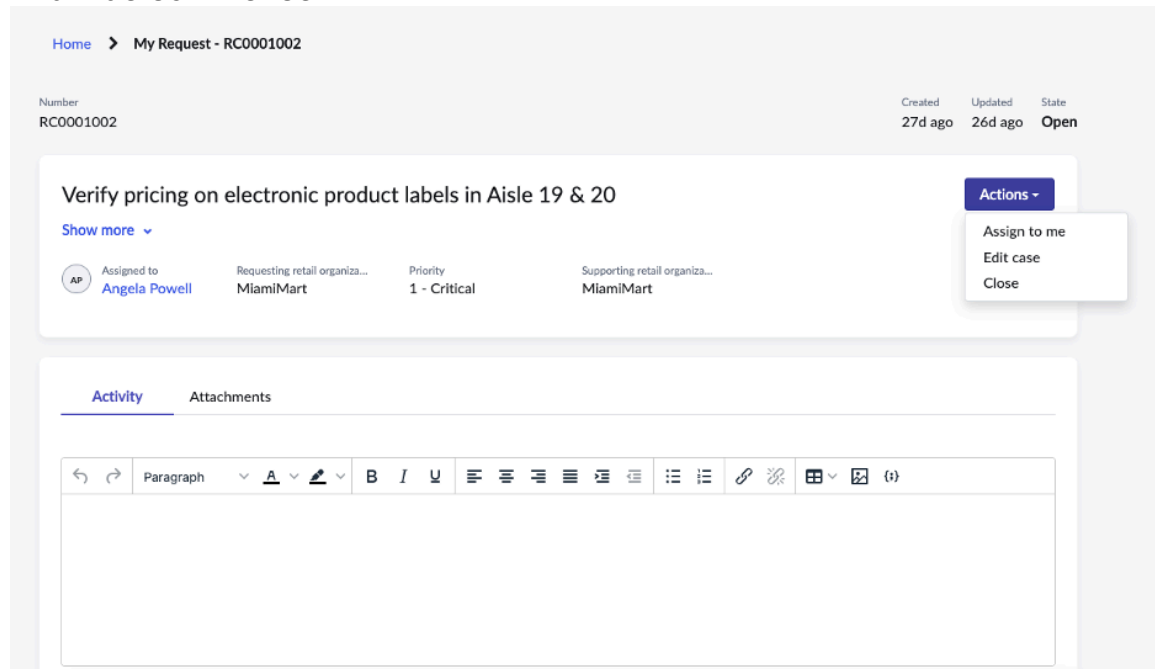 Home > My Request - RC0001002
Number
Created Updated State
RC0001002
27d ago 26d ago Open
Verify pricing on electronic product labels in Aisle 19 & 20
Actions
Show more
Assign to me
Edit case
Close
AP
Assigned to Requesting retail organiza... Priority Supporting retail organiza...
Angela Powell MiamiMart 1 - Critical MiamiMart
Activity Attachments
Paragraph A B I U {i}